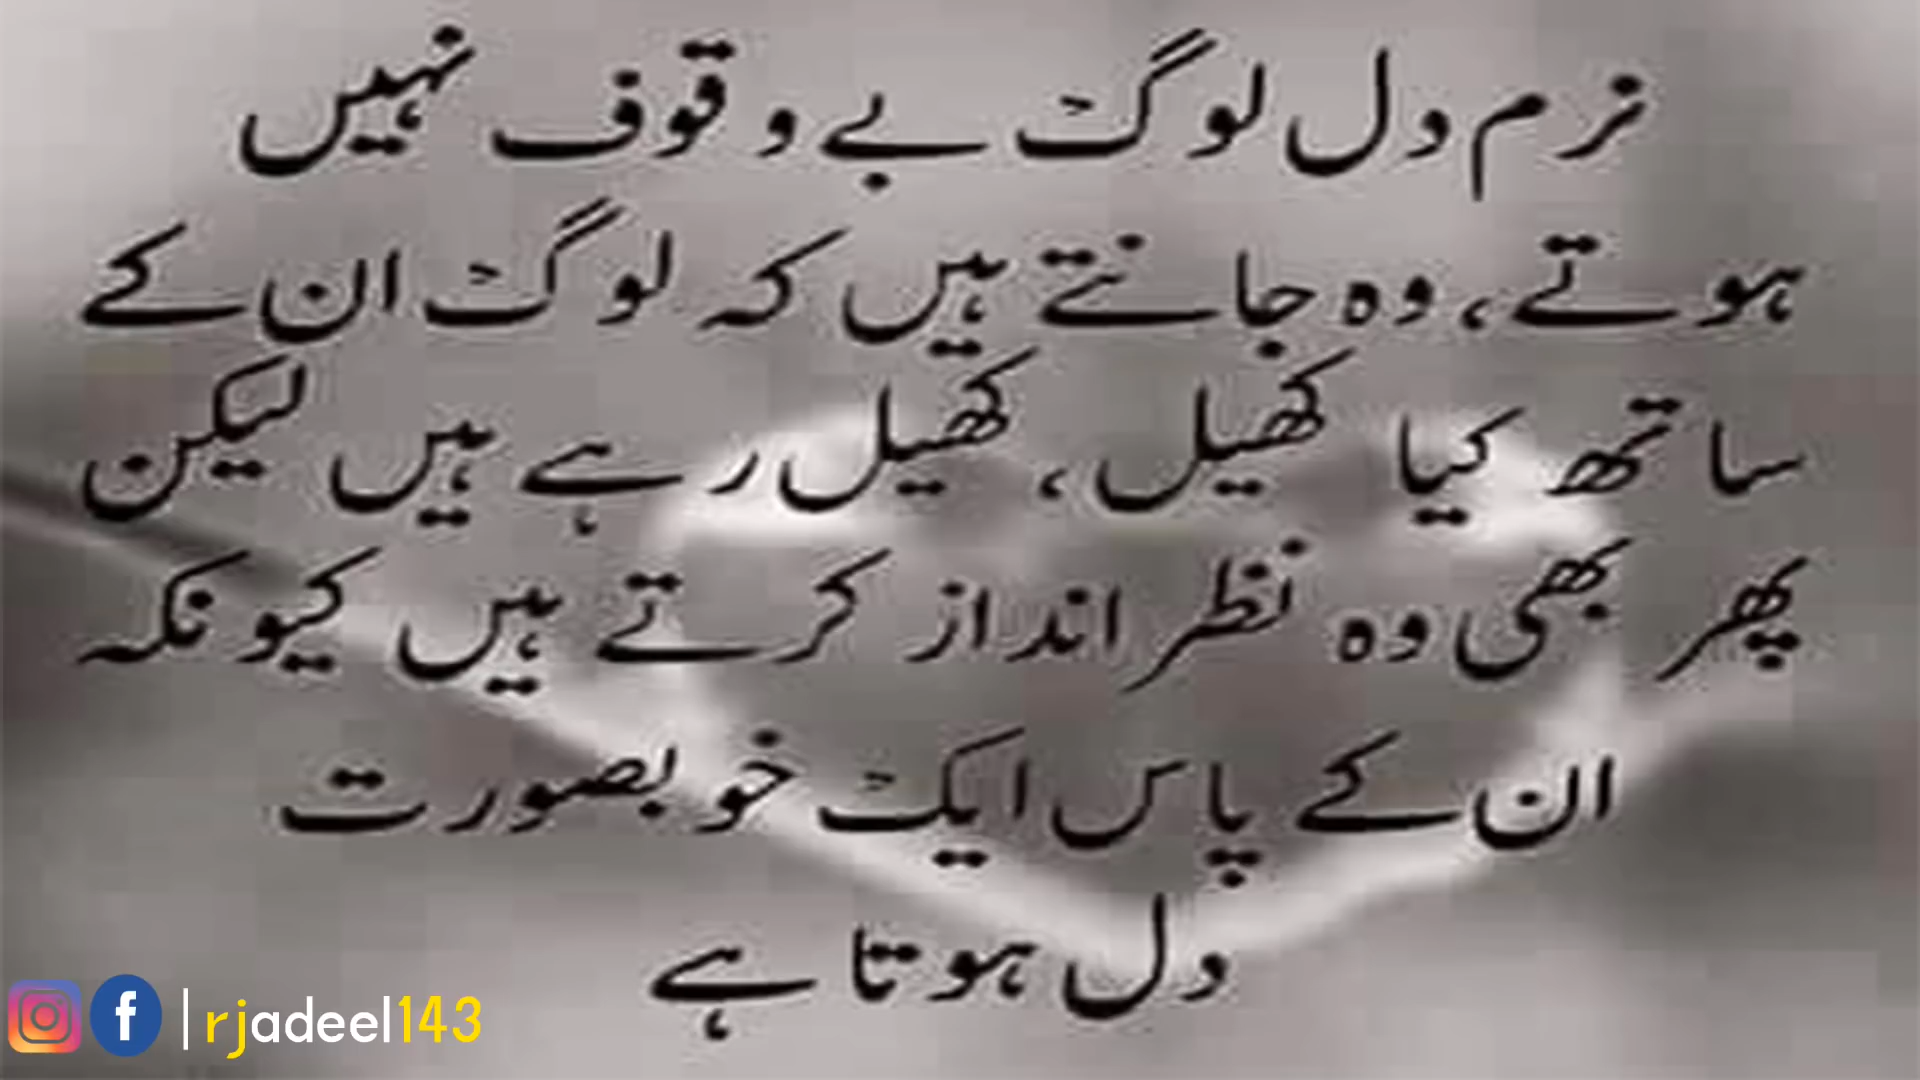 نرم دل لوگ بے وقوف نہیں
ہوتے، وہ جانتے ہیں کہ لوگ ان کے
ساتھ کیا کھیل، کھیل رہے ہیں لیکن
پھر بھی وہ نظر انداز کرتے ہیں کیونکہ
ان کے پاس ایک خوبصورت
دل ہوتا ہے
|rjadeel143